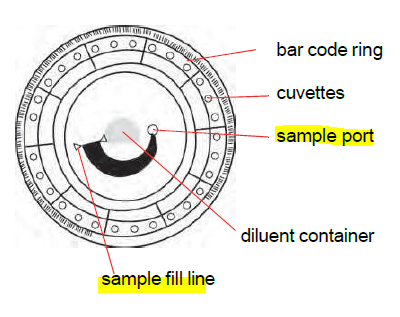 bar code ring
cuvettes
sample port
diluent container
sample fill line